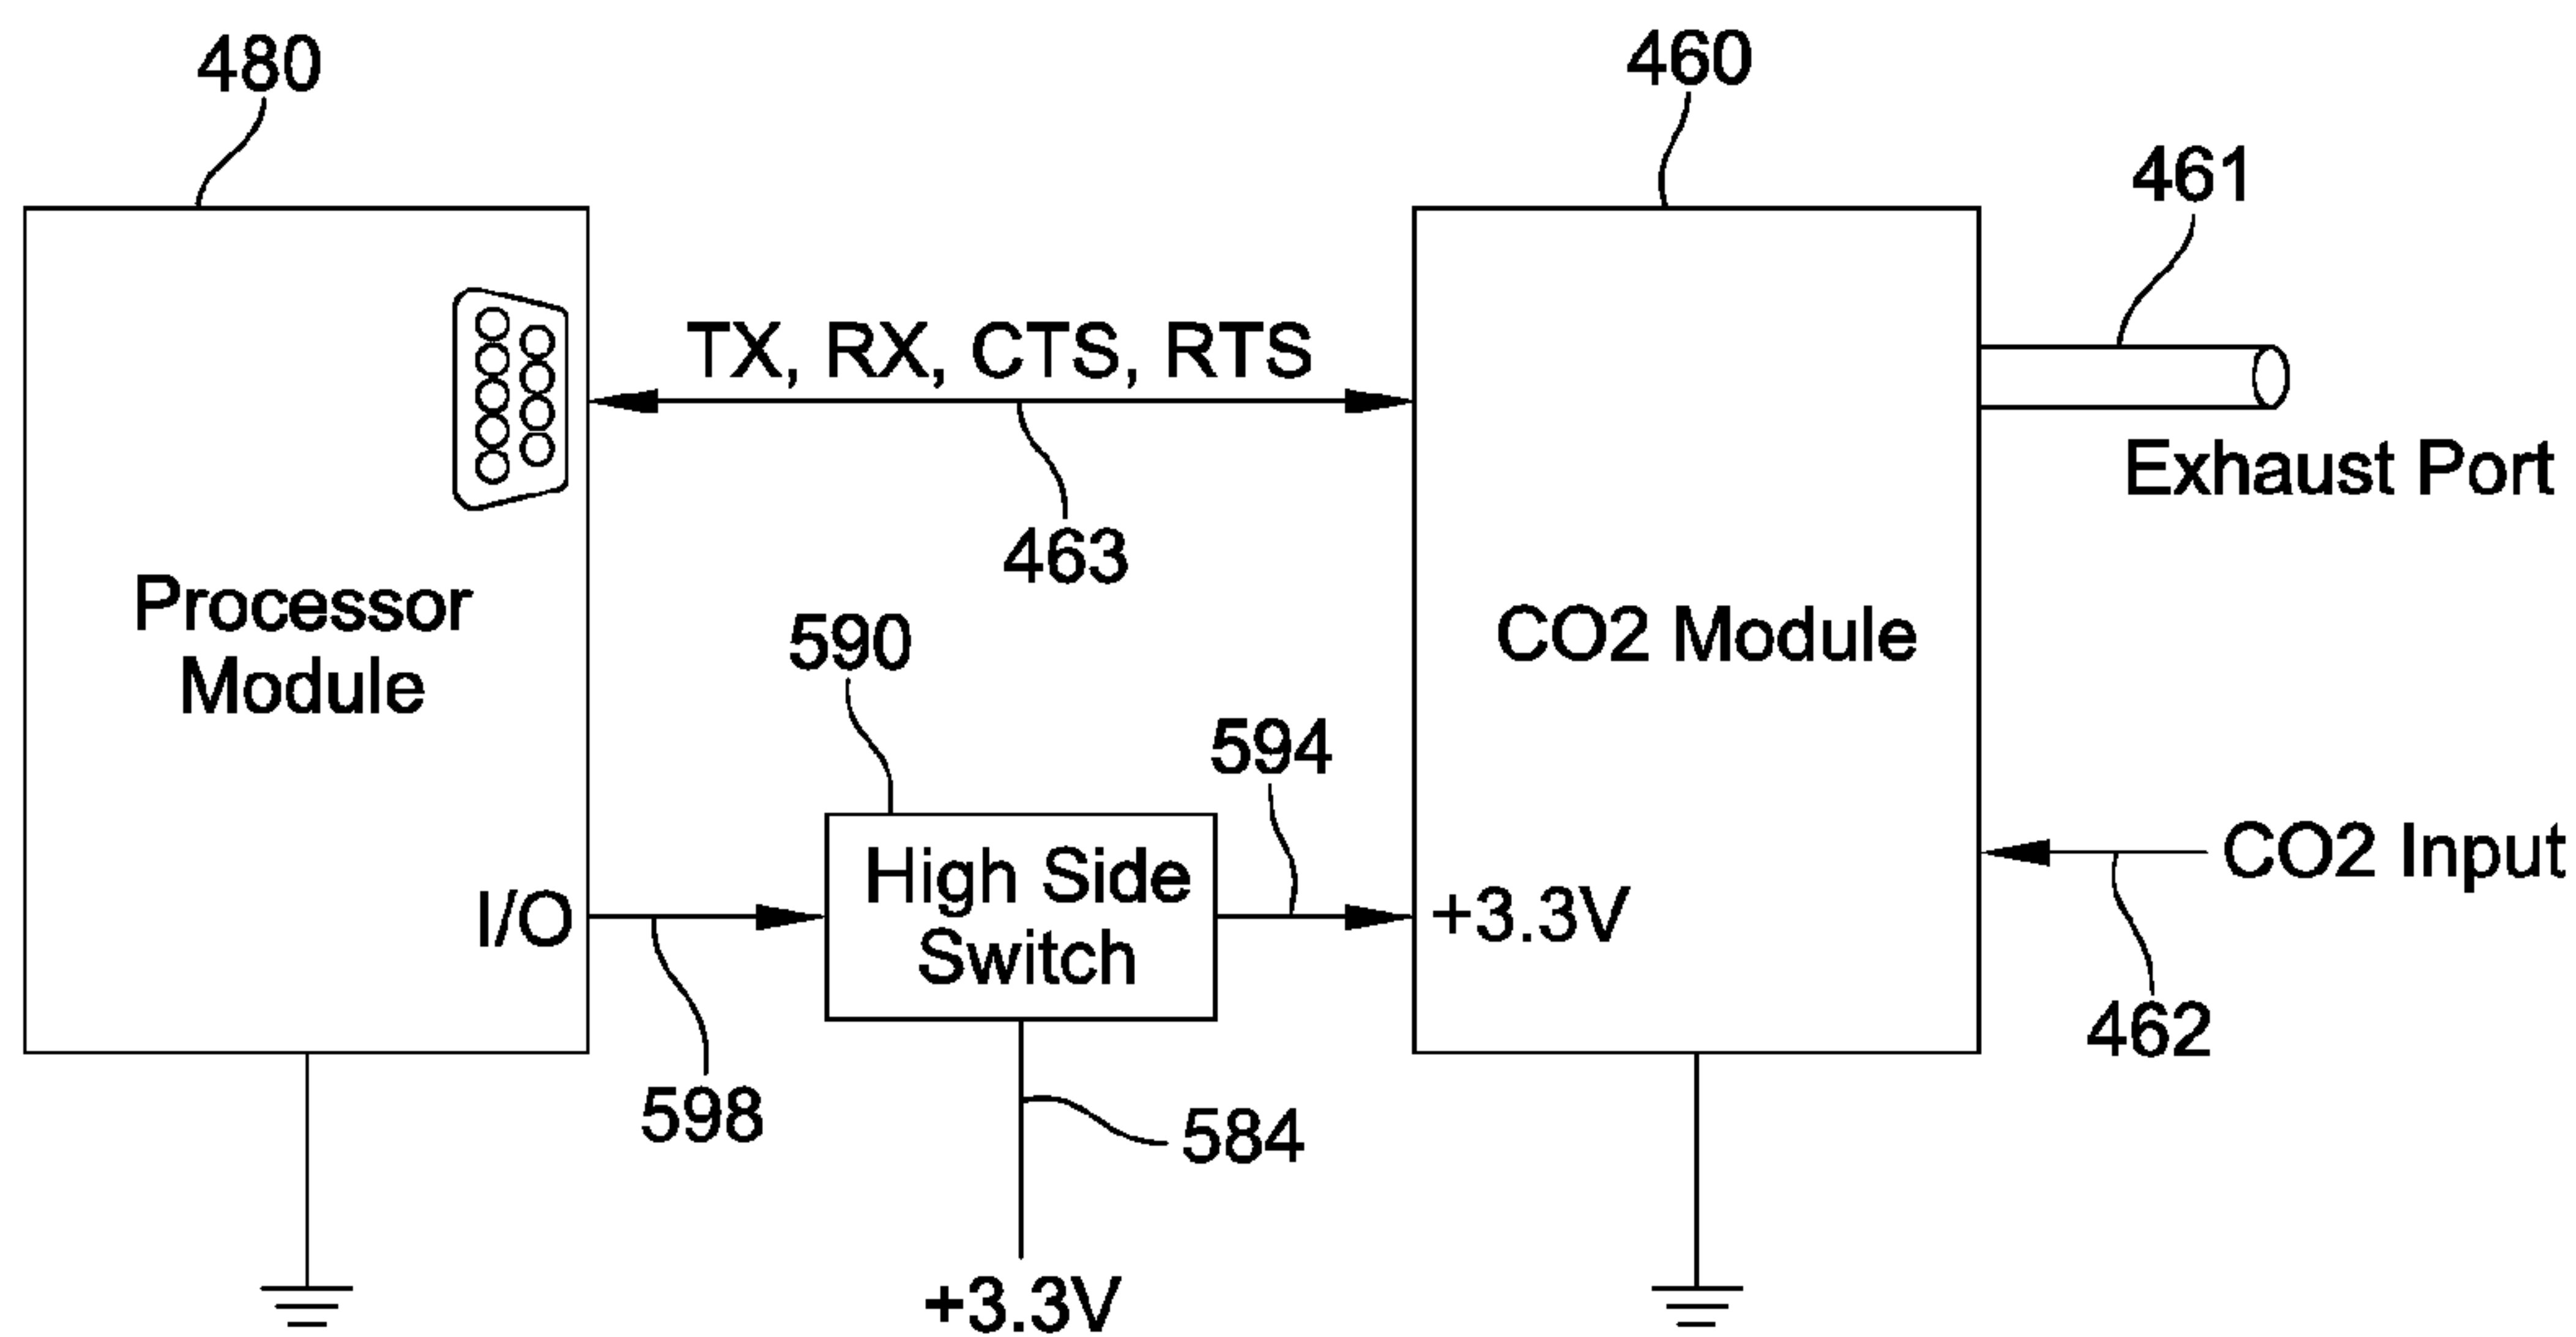 480
460
461
TX, RX, CTS, RTS
Exhaust Port
463
Processor
Module
CO2 Module
590
594
High Side
Switch
CO2 Input
I/O
+3.3V
462
598
584
+3.3V